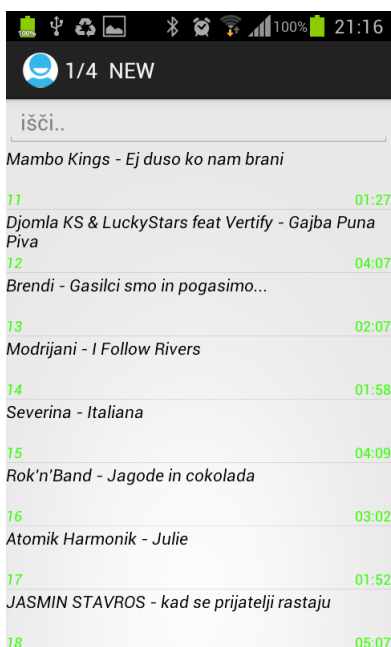 100%
100% 21:16
1/4 NEW
išči..
Mambo Kings - Ej duso ko nam brani
11 01:27
Djomla KS & LuckyStars feat Vertify - Gajba Puna
Piva
12 04:07
Brendi - Gasilci smo in pogasimo...
13 02:07
Modrijani - I Follow Rivers
14 01:58
Severina - Italiana
15 04:09
Rok'n'Band - Jagode in cokolada
16 03:02
Atomik Harmonik - Julie
17 01:52
JASMIN STAVROS - kad se prijatelji rastaju
18 05:07